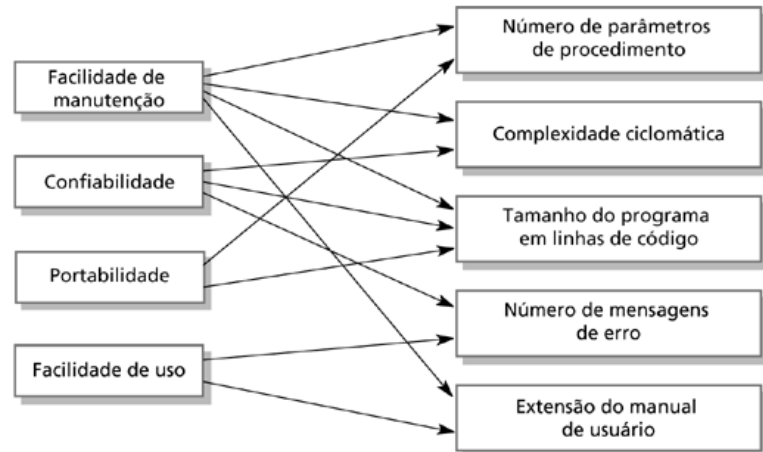 Facilidade de
manutenção
Confiabilidade
Portabilidade
Facilidade de uso
Número de parâmetros
de procedimento
Complexidade ciclomática
Tamanho do programa
em linhas de código
Número de mensagens
de erro
Extensão do manual
de usuário